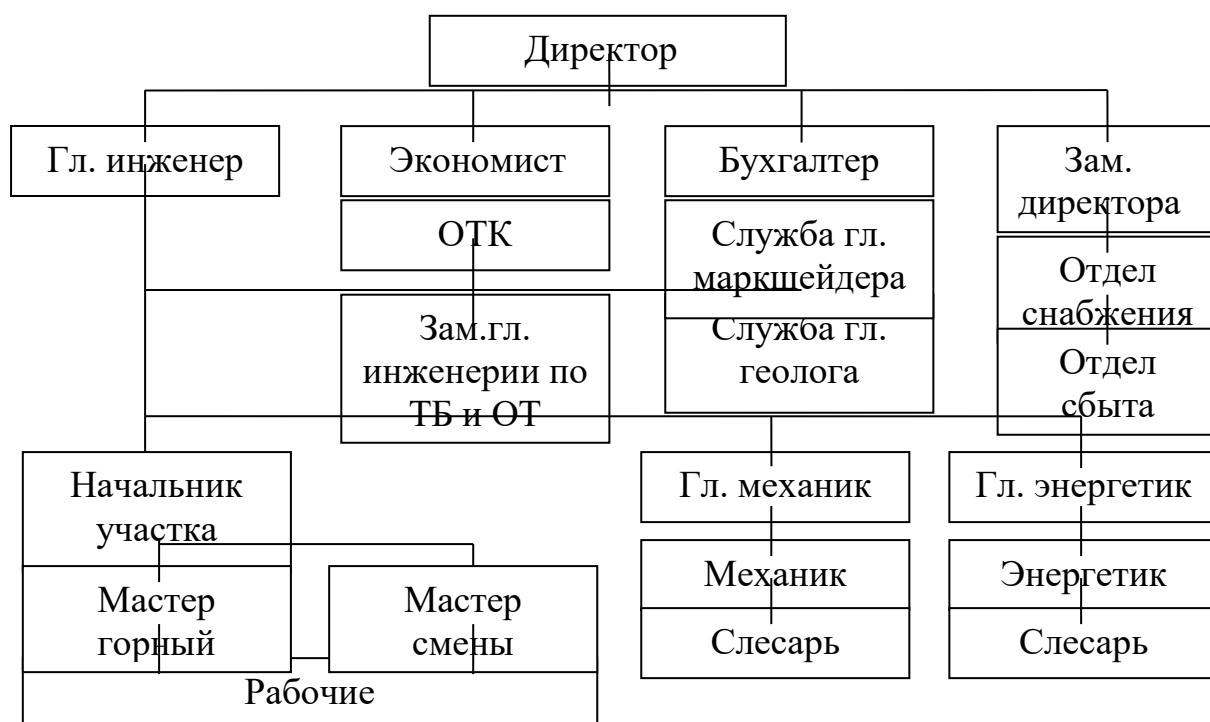 Директор
Гл. инженер
Экономист
Бухгалтер
Зам.
директора
ОТК
Служба гл.
маркшейдера
Отдел
снабжения
Зам.гл.
инженерии по
ТБ и ОТ
Служба гл.
геолога
Отдел
сбыта
Начальник
участка
Гл. механик
Гл. энергетик
Мастер
горный
Мастер
смены
Механик
Энергетик
Слесарь
Слесарь
Рабочие